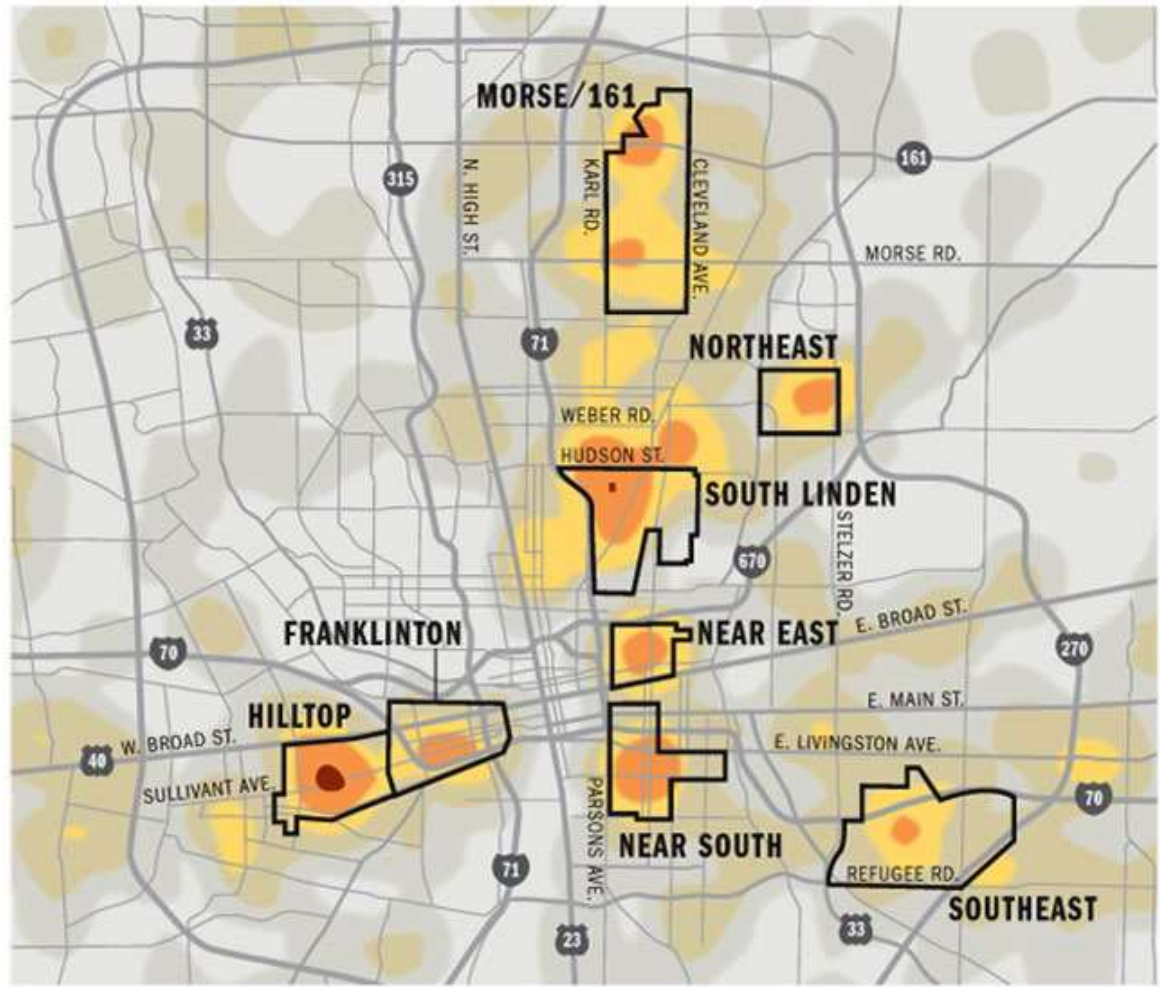 MORSE/161
161
315
N. HIGH ST.
KARL RD.
CLEVELAND AVE.
MORSE RD.
33
71
NORTHEAST
WEBER RD.
HUDSON ST.
SOUTH LINDEN
STELZER RD.
670
E. BROAD ST.
FRANKLINTON
NEAR EAST
70
270
E. MAIN ST.
HILLTOP
W. BROAD ST.
E. LIVINGSTON AVE.
40
SULLIVANT AVE.
PARSONS AVE.
70
NEAR SOUTH
71
REFUGEE RD.
SOUTHEAST
33
23